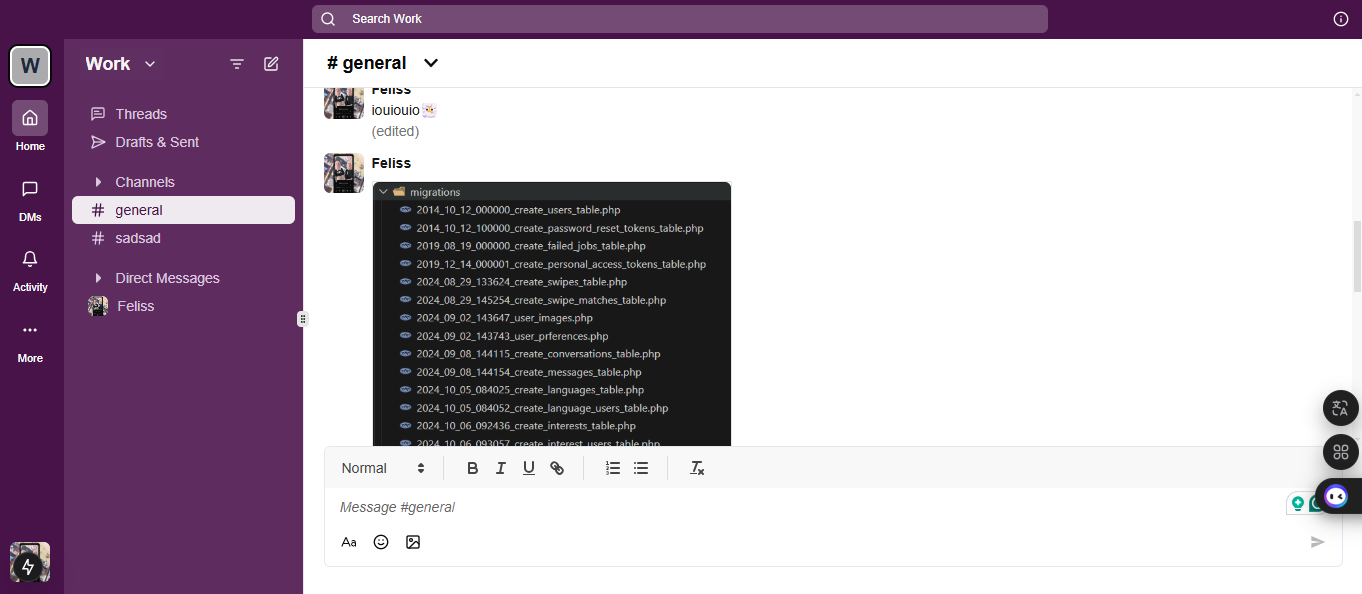 Search Work
W
Work
# general
Home
DMs
Activity
More
Threads
Drafts & Sent
Channels
# general
# sadsad
Direct Messages
Feliss
Feliss
iouiouio
(edited)
Feliss
migrations
2014_10_12_000000_create_users_table.php
2014_10_12_100000_create_password_reset_tokens_table.php
2019_08_19_000000_create_failed_jobs_table.php
2019_12_14_000001_create_personal_access_tokens_table.php
2024_08_29_133624_create_swipes_table.php
2024_08_29_145254_create_swipe_matches_table.php
2024_09_02_143647_user_images.php
2024_09_02_143743_user_prferences.php
2024_09_08_144115_create_conversations_table.php
2024_09_08_144154_create_messages_table.php
2024_10_05_084025_create_languages_table.php
2024_10_05_084052_create_language_users_table.php
2024_10_06_092436_create_interests_table.php
2024_10_06_093057_create_interest_users_table.php
Normal
B I U
Message #general
Aa